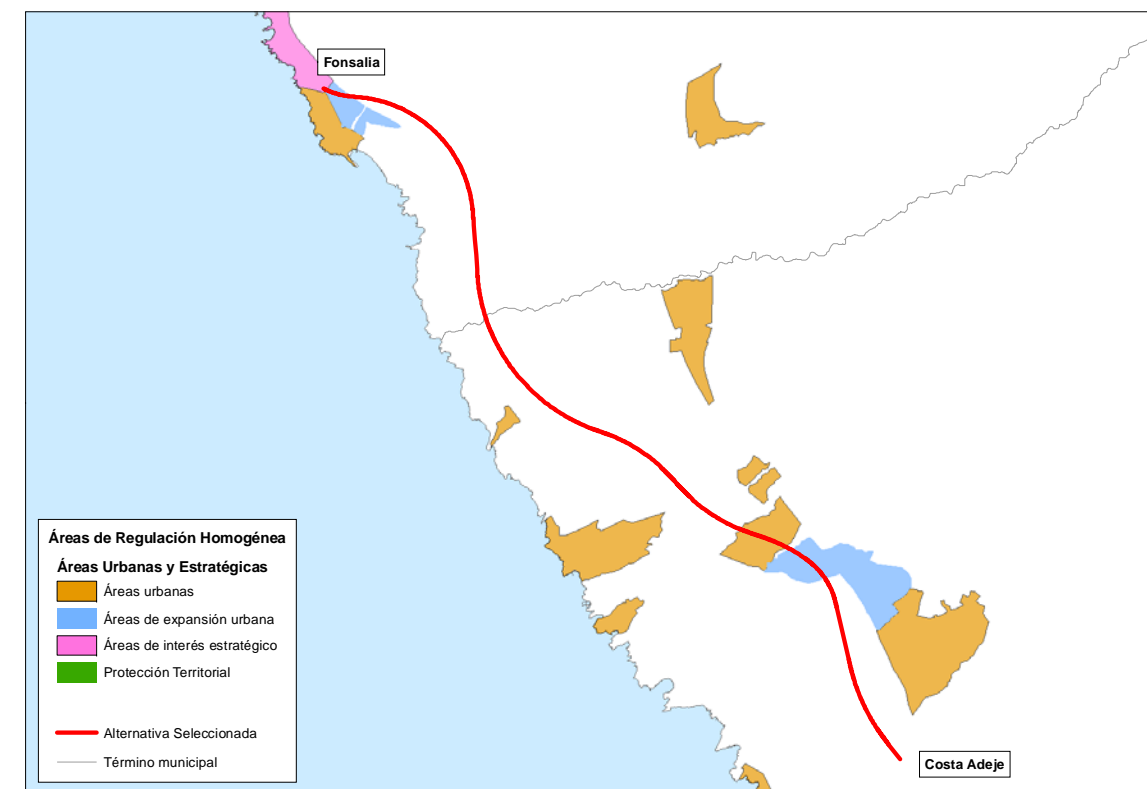 Fonsalia
Áreas de Regulación Homogénea
Áreas Urbanas y Estratégicas
Áreas urbanas
Áreas de expansión urbana
Áreas de interés estratégico
Protección Territorial
Alternativa Seleccionada
Término municipal
Costa Adeje